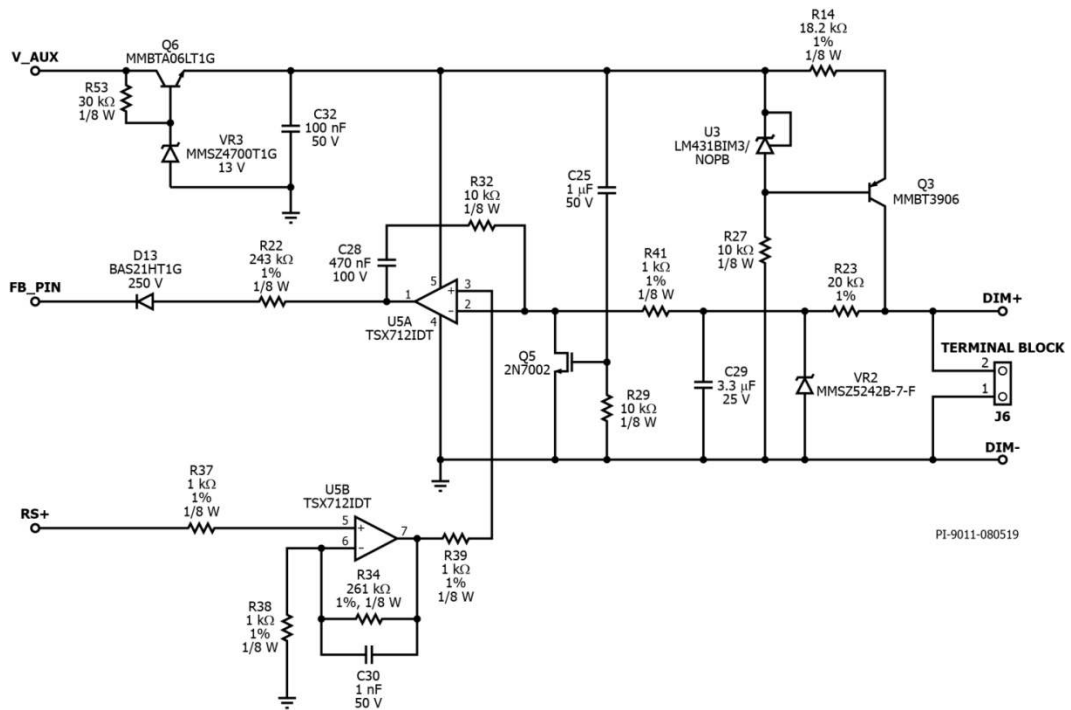 V_AUX
Q6
MMBTA06LT1G
R53
30 kΩ
1/8 W
VR3
MMSZ4700T1G
13 V
C32
100 nF
50 V
R14
18.2 kΩ
1%
1/8 W
U3
LM431BIM3/
NOPB
Q3
MMBT3906
C25
1 µF
50 V
R32
10 kΩ
1/8 W
R27
10 kΩ
1/8 W
FB_PIN
D13
BAS21HT1G
250 V
R22
243 kΩ
1%
1/8 W
C28
470 nF
100 V
5
3
+
1
2
-
4
U5A
TSX712IDT
R41
1 kΩ
1%
1/8 W
R23
20 kΩ
1%
DIM+
TERMINAL BLOCK
2
1
J6
Q5
2N7002
R29
10 kΩ
1/8 W
C29
3.3 µF
25 V
VR2
MMSZ5242B-7-F
DIM-
RS+
R37
1 kΩ
1%
1/8 W
U5B
TSX712IDT
5
+
7
6
-
R39
1 kΩ
1%
1/8 W
R34
261 kΩ
1%, 1/8 W
R38
1 kΩ
1%
1/8 W
C30
1 nF
50 V
PI-9011-080519